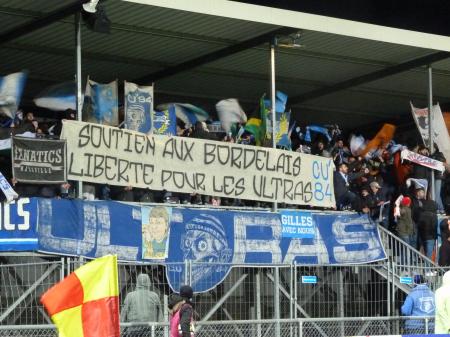 SOUTIEN AUX BORDELAIS
LIBERTE POUR LES ULTRAS
CU
84
FANATICS
ULTRAS
GILLES
AVEC NOUS